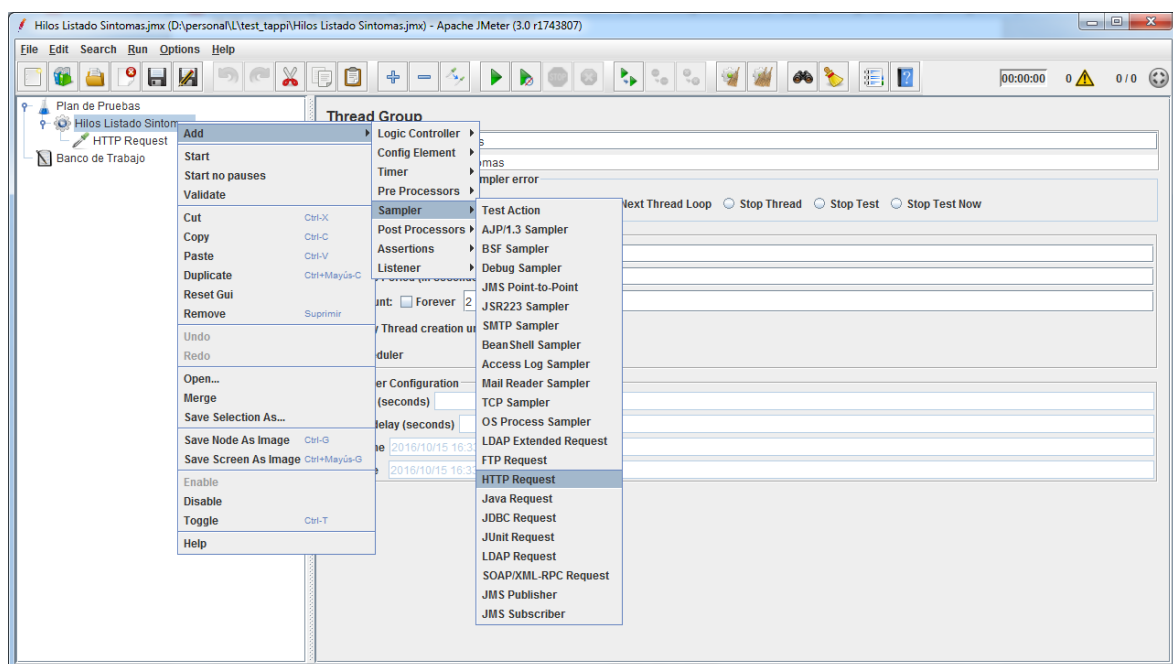 Hilos Listado Sintomas.jmx (D:\personal\L\test_tappi\Hilos Listado Sintomas.jmx) - Apache JMeter (3.0 r1743807)
File Edit Search Run Options Help
00:00:00 0 0 / 0
Plan de Pruebas
Hilos Listado Sintom
HTTP Request
Banco de Trabajo
Thread Group
Add
Start
Start no pauses
Validate
Cut Ctrl-X
Copy Ctrl-C
Paste Ctrl-V
Duplicate Ctrl+Mayús-C
Reset Gui
Remove Suprimir
Undo
Redo
Open...
Merge
Save Selection As...
Save Node As Image Ctrl-G
Save Screen As Image Ctrl+Mayús-G
Enable
Disable
Toggle Ctrl-T
Help
Logic Controller
Config Element
Timer
Pre Processors
Sampler
Post Processors
Assertions
Listener
Test Action
AJP/1.3 Sampler
BSF Sampler
Debug Sampler
JMS Point-to-Point
JSR223 Sampler
SMTP Sampler
BeanShell Sampler
Access Log Sampler
Mail Reader Sampler
TCP Sampler
OS Process Sampler
LDAP Extended Request
FTP Request
HTTP Request
Java Request
JDBC Request
JUnit Request
LDAP Request
SOAP/XML-RPC Request
JMS Publisher
JMS Subscriber
s
omas
mpler error
Next Thread Loop Stop Thread Stop Test Stop Test Now
unt: Forever 2
y Thread creation un
duler
er Configuration
(seconds)
delay (seconds)
ne 2016/10/15 16:3
2016/10/15 16:3